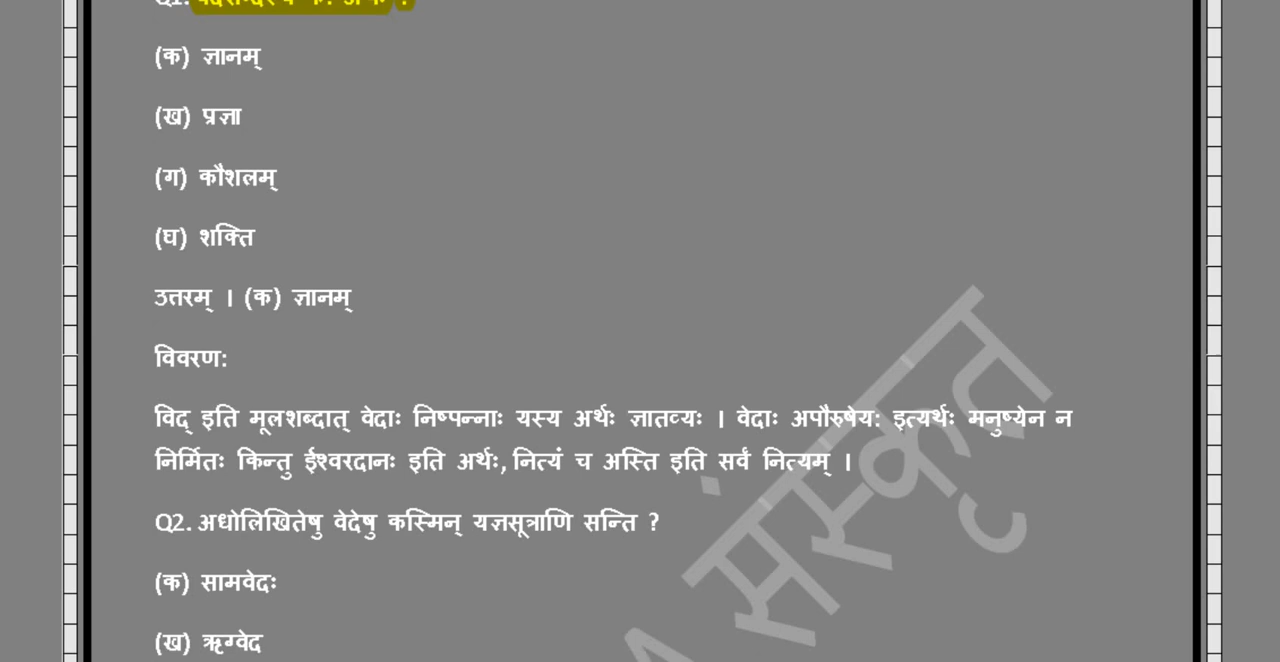 (क) ज्ञानम्
(ख) प्रज्ञा
(ग) कौशलम्
(घ) शक्ति
उत्तरम् । (क) ज्ञानम्
विवरण:
विद् इति मूलशब्दात् वेदाः निष्पन्नाः यस्य अर्थः ज्ञातव्यः । वेदाः अपौरुषेय: इत्यर्थः मनुष्येन न
निर्मितः किन्तु ईश्वरदानः इति अर्थः, नित्यं च अस्ति इति सर्वं नित्यम् ।
Q2. अधोलिखितेषु वेदेषु कस्मिन् यज्ञसूत्राणि सन्ति ?
(क) सामवेदः
(ख) ऋग्वेद
संस्कृत